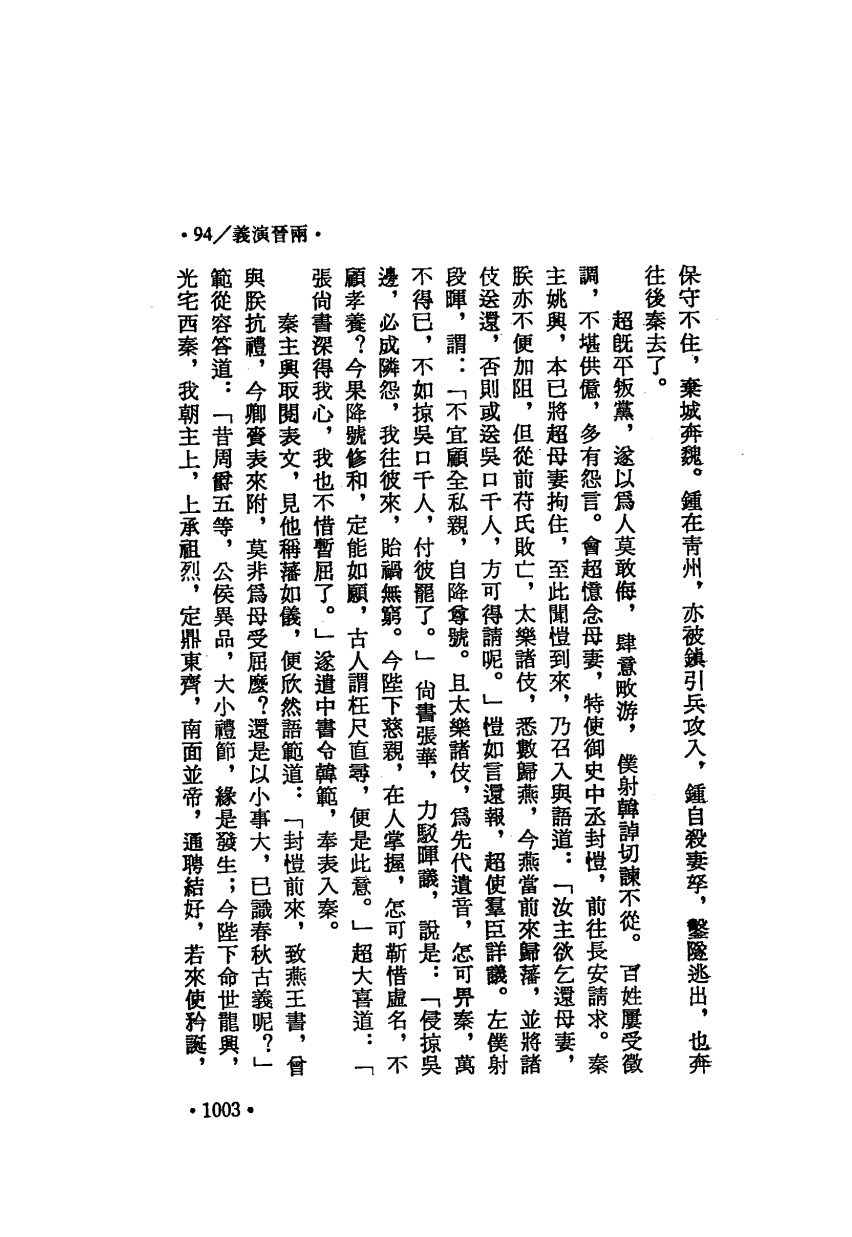 •兩晉演義/94•
保守不住，棄城奔魏。鍾在靑州，亦被鎭引兵攻入，鍾自殺妻孥，鑿隧逃出，也奔
往後秦去了。
超旣平叛黨，遂以爲人莫敢侮，肆意畋游，僕射韓𧨳切諫不從。百姓屢受徵
調，不堪供億，多有怨言。會超憶念母妻，特使御史中丞封愷，前往長安請求。秦
主姚興，本已將超母妻拘住，至此聞愷到來，乃召入與語道：「汝主欲乞還母妻，
朕亦不便加阻，但從前苻氏敗亡，太樂諸伎，悉數歸燕，今燕當前來歸藩，並將諸
伎送還，否則或送吳口千人，方可得請呢。」愷如言還報，超使羣臣詳議。左僕射
段暉，謂：「不宜顧全私親，自降尊號。且太樂諸伎，爲先代遺音，怎可畀秦，萬
不得已，不如掠吳口千人，付彼罷了。」尙書張華，力駁暉議，說是：「侵掠吳
邊，必成隣怨，我往彼來，貽禍無窮。今陛下慈親，在人掌握，怎可靳惜虛名，不
顧孝養？今果降號修和，定能如願，古人謂枉尺直尋，便是此意。」超大喜道：「
張尙書深得我心，我也不惜暫屈了。」遂遣中書令韓範，奉表入秦。
秦主興取閱表文，見他稱藩如儀，便欣然語範道：「封愷前來，致燕王書，曾
與朕抗禮，今卿賫表來附，莫非爲母受屈麼？還是以小事大，已識春秋古義呢？」
範從容答道：「昔周爵五等，公侯異品，大小禮節，緣是發生；今陛下命世龍興，
光宅西秦，我朝主上，上承祖烈，定鼎東齊，南面並帝，通聘結好，若來使矜誕，
•1003•